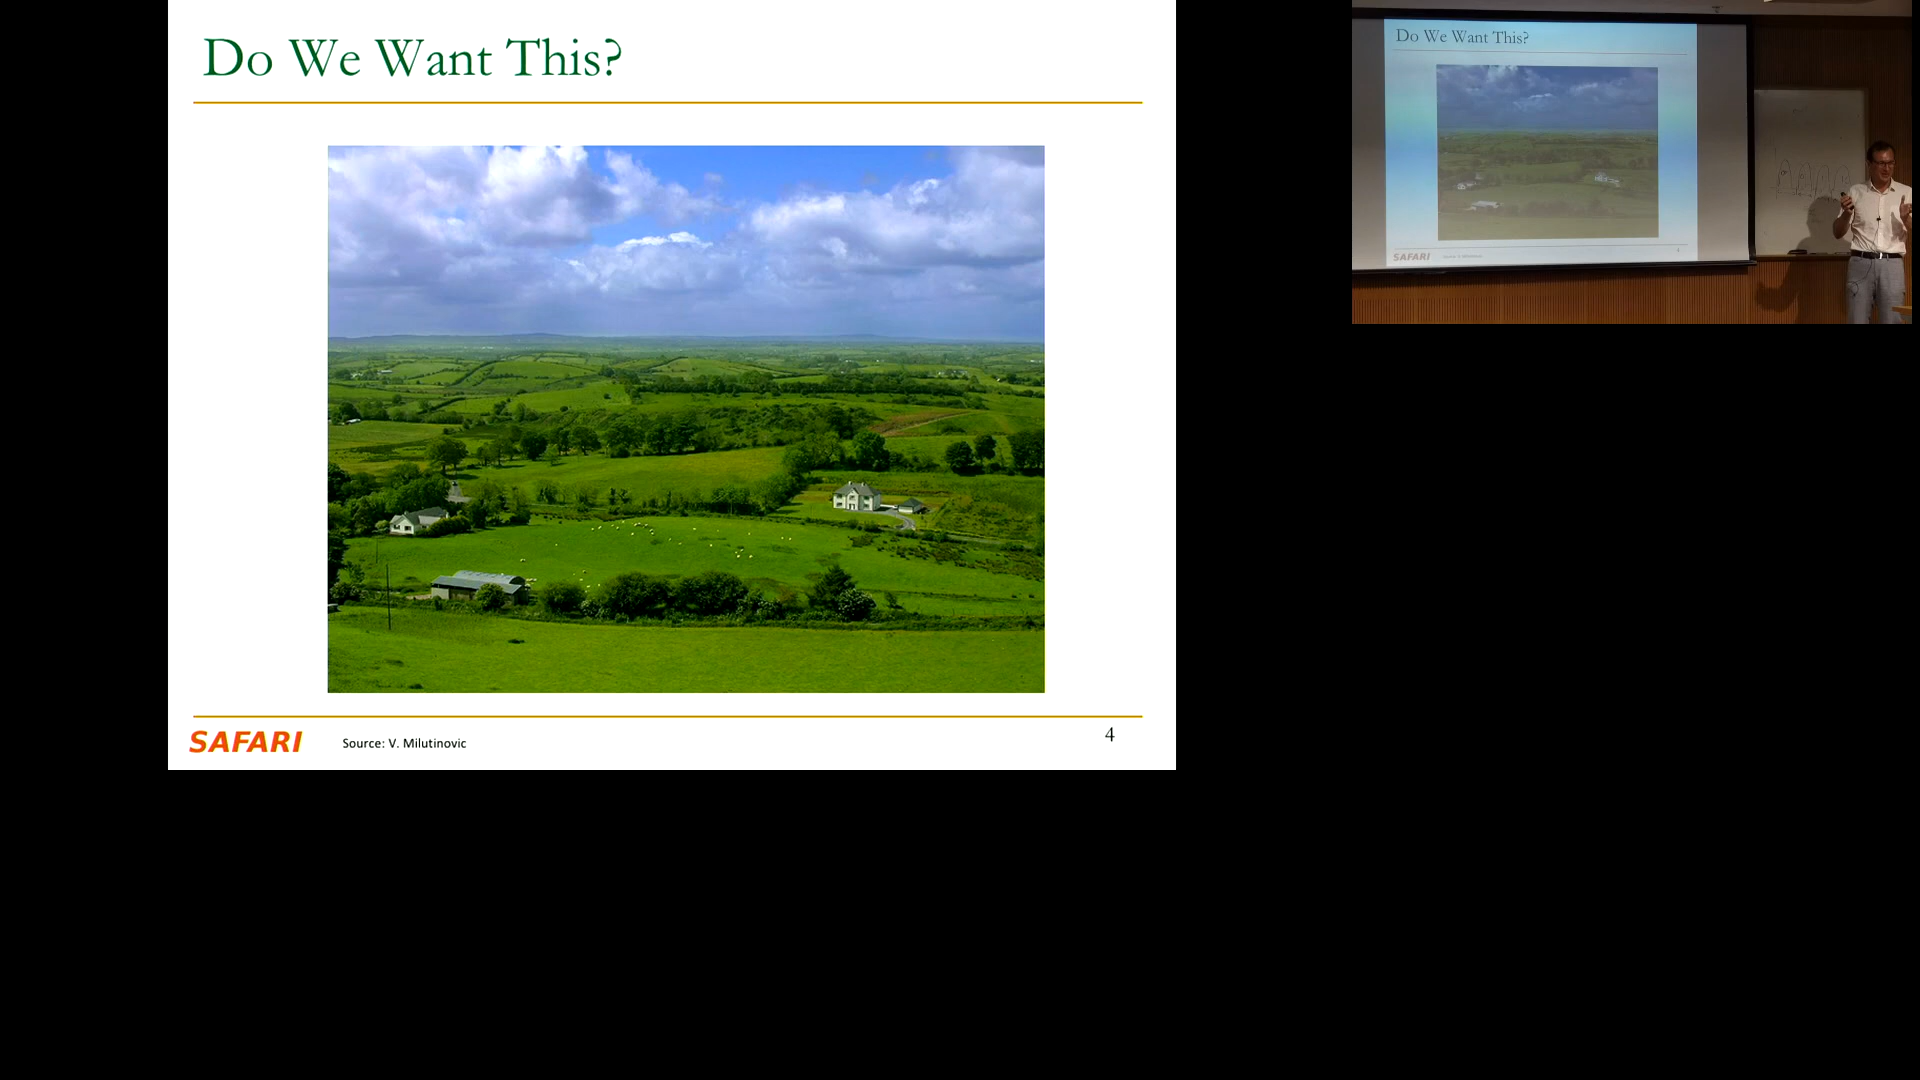 Do We Want This?
SAFARI
Source: V. Milutinovic
4
Do We Want This?
SAFARI